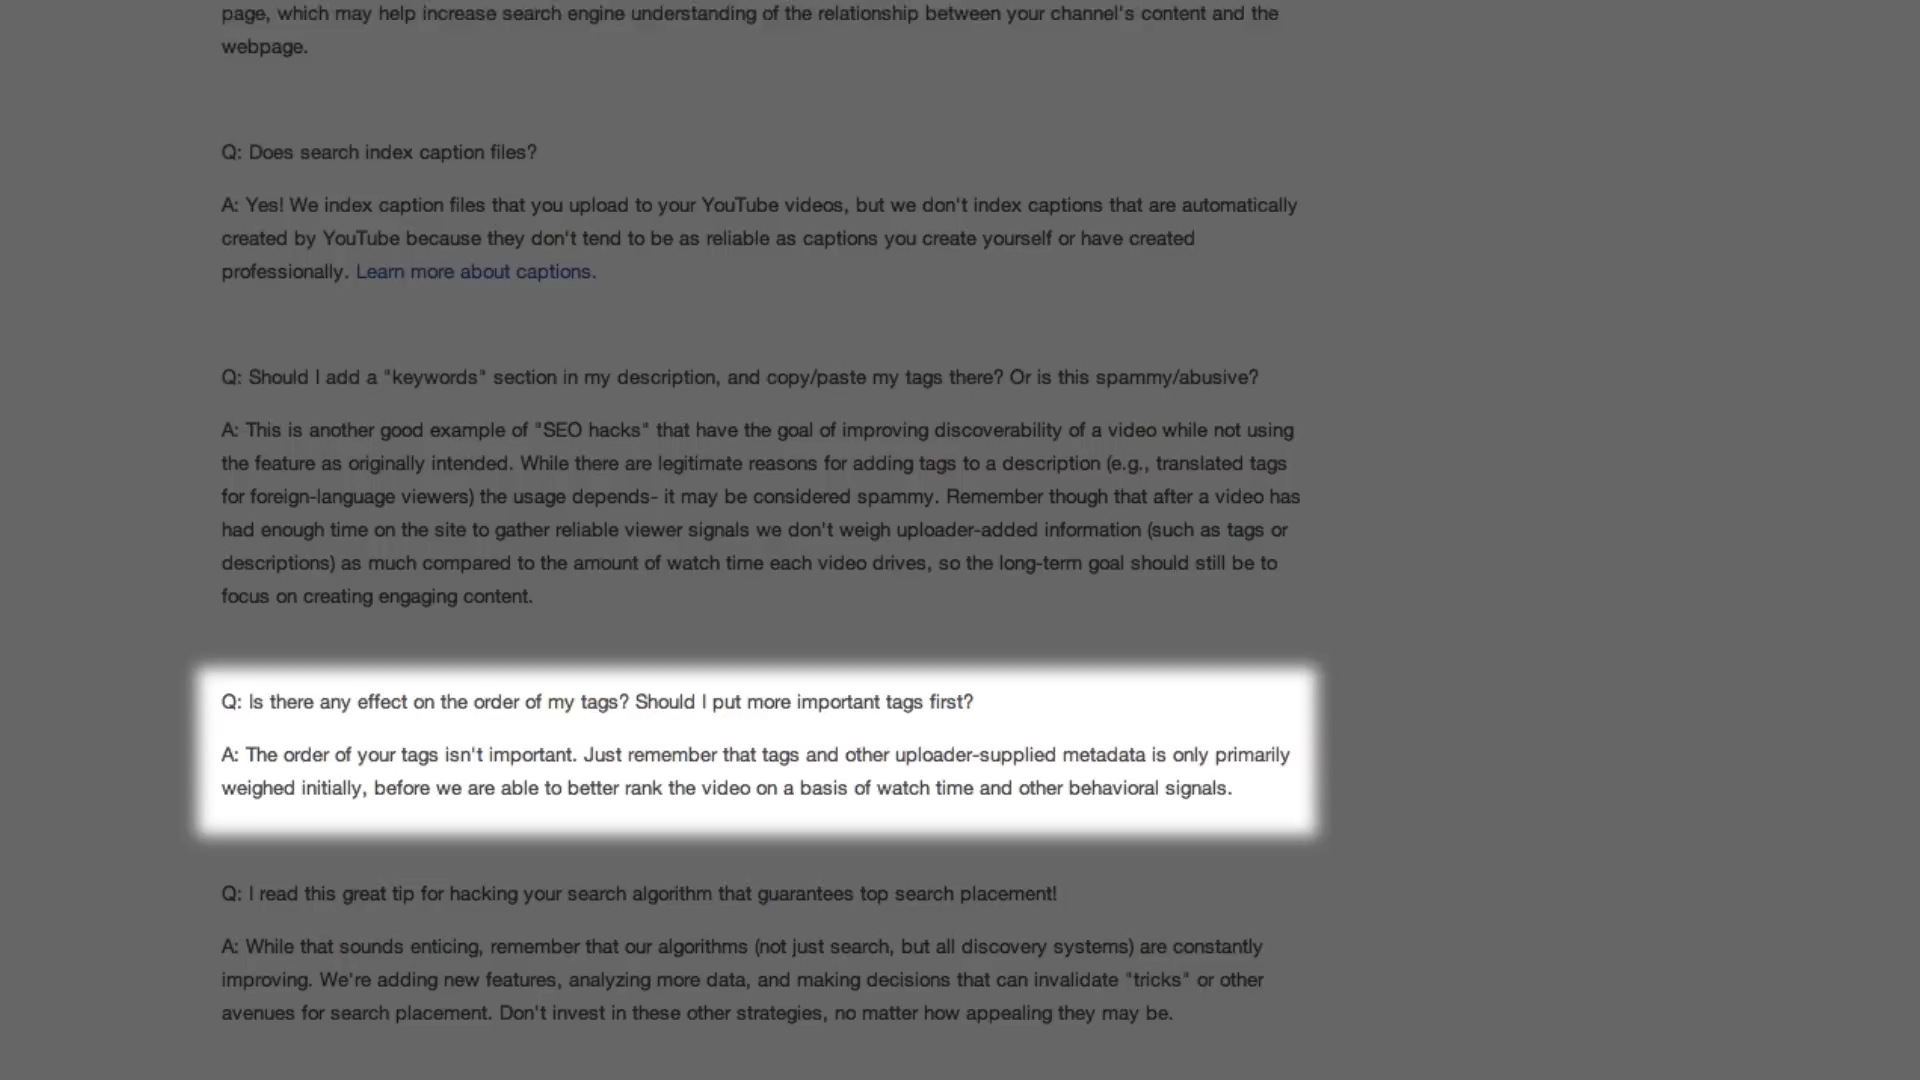 page, which may help increase search engine understanding of the relationship between your channel's content and the
webpage.
Q: Does search index caption files?
A: Yes! We index caption files that you upload to your YouTube videos, but we don't index captions that are automatically
created by YouTube because they don't tend to be as reliable as captions you create yourself or have created
professionally. Learn more about captions.
Q: Should I add a "keywords" section in my description, and copy/paste my tags there? Or is this spammy/abusive?
A: This is another good example of "SEO hacks" that have the goal of improving discoverability of a video while not using
the feature as originally intended. While there are legitimate reasons for adding tags to a description (e.g., translated tags
for foreign-language viewers) the usage depends- it may be considered spammy. Remember though that after a video has
had enough time on the site to gather reliable viewer signals we don't weigh uploader-added information (such as tags or
descriptions) as much compared to the amount of watch time each video drives, so the long-term goal should still be to
focus on creating engaging content.
Q: Is there any effect on the order of my tags? Should I put more important tags first?
A: The order of your tags isn't important. Just remember that tags and other uploader-supplied metadata is only primarily
weighed initially, before we are able to better rank the video on a basis of watch time and other behavioral signals.
Q: I read this great tip for hacking your search algorithm that guarantees top search placement!
A: While that sounds enticing, remember that our algorithms (not just search, but all discovery systems) are constantly
improving. We're adding new features, analyzing more data, and making decisions that can invalidate "tricks" or other
avenues for search placement. Don't invest in these other strategies, no matter how appealing they may be.